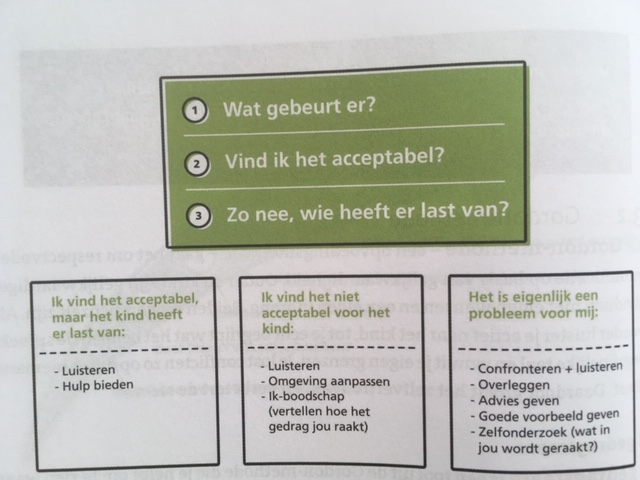 1 Wat gebeurt er?
2 Vind ik het acceptabel?
3 Zo nee, wie heeft er last van?
Ik vind het acceptabel,
maar het kind heeft
er last van:
- Luisteren
- Hulp bieden
Ik vind het niet
acceptabel voor het
kind:
- Luisteren
- Omgeving aanpassen
- Ik-boodschap
(vertellen hoe het
gedrag jou raakt)
Het is eigenlijk een
probleem voor mij:
- Confronteren + luisteren
- Overleggen
- Advies geven
- Goede voorbeeld geven
- Zelfonderzoek (wat in
jou wordt geraakt?)